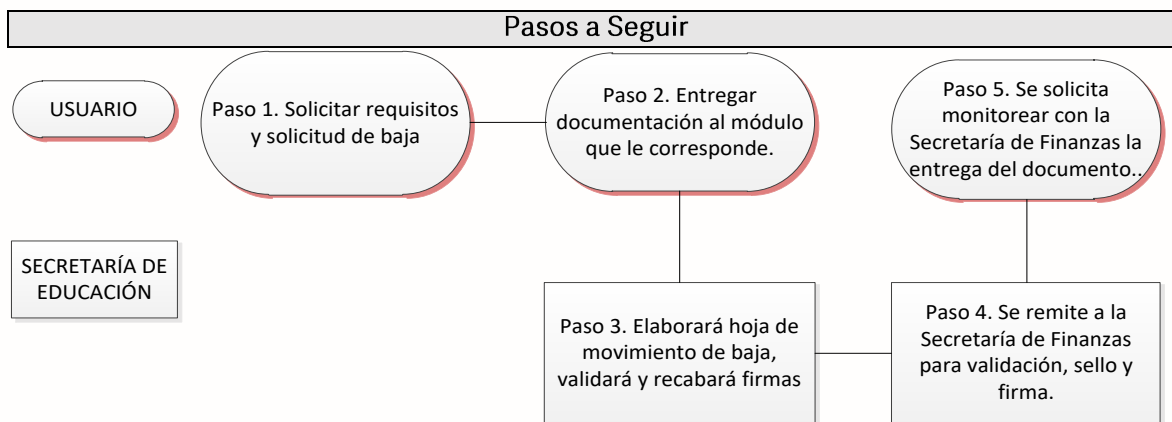 Pasos a Seguir
USUARIO
Paso 1. Solicitar requisitos
y solicitud de baja
Paso 2. Entregar
documentación al módulo
que le corresponde.
Paso 5. Se solicita
monitorear con la
Secretaría de Finanzas la
entrega del documento..
SECRETARÍA DE
EDUCACIÓN
Paso 3. Elaborará hoja de
movimiento de baja,
validará y recabará firmas
Paso 4. Se remite a la
Secretaría de Finanzas
para validación, sello y
firma.